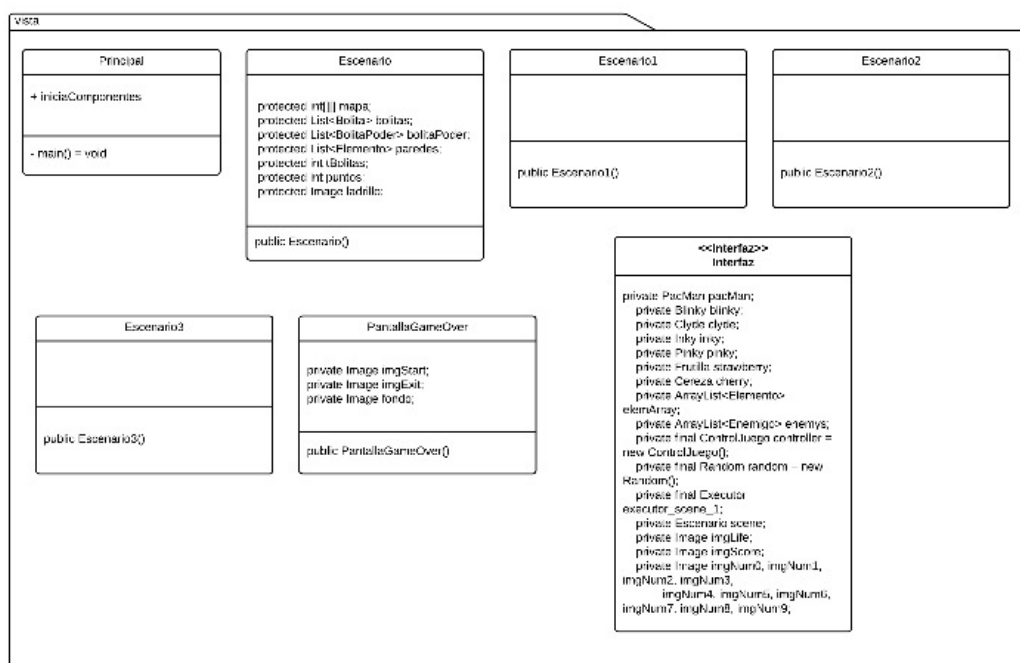 vista
Principal
+ iniciaComponentes
- main() = void
Escenario
protected int[][] mapa;
protected List<Bolita> bolitas;
protected List<BolitaPoder> bolitaPoder;
protected List<Elemento> paredes;
protected int tBolitas;
protected int puntos;
protected Image ladrillo;
public Escenario()
Escenario1
public Escenario1()
Escenario2
public Escenario2()
Escenario3
public Escenario3()
PantallaGameOver
private Image imgStart;
private Image imgExit;
private Image fondo;
public PantallaGameOver()
<<Interfaz>>
Interfaz
private PacMan pacMan;
private Blinky blinky;
private Clyde clyde;
private Inky inky;
private Pinky pinky;
private Frutilla strawberry;
private Cereza cherry;
private ArrayList<Elemento>
elemArray;
private ArrayList<Enemigo> enemys;
private final ControlJuego controller =
new ControlJuego();
private final Random random = new
Random();
private final Executor
executor_scene_1;
private Escenario scene;
private Image imgLife;
private Image imgScore;
private Image imgNum0, imgNum1,
imgNum2, imgNum3,
imgNum4, imgNum5, imgNum6,
imgNum7, imgNum8, imgNum9,